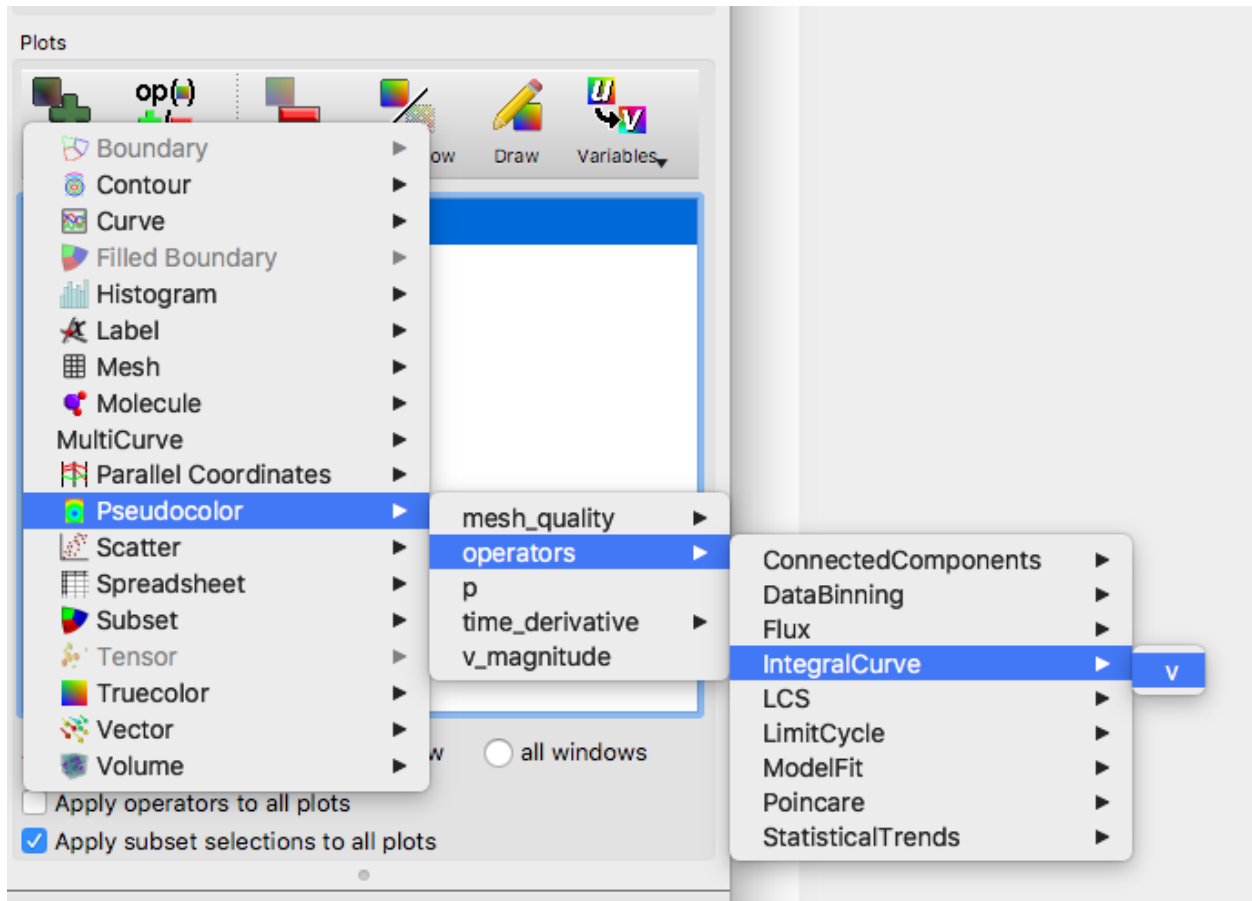 Plots
op( )
ow
Draw
Variables
Boundary
Contour
Curve
Filled Boundary
Histogram
Label
Mesh
Molecule
MultiCurve
Parallel Coordinates
Pseudocolor
Scatter
Spreadsheet
Subset
Tensor
Truecolor
Vector
Volume
mesh_quality
operators
p
time_derivative
v_magnitude
ConnectedComponents
DataBinning
Flux
IntegralCurve
LCS
LimitCycle
ModelFit
Poincare
StatisticalTrends
v
w
all windows
Apply operators to all plots
Apply subset selections to all plots